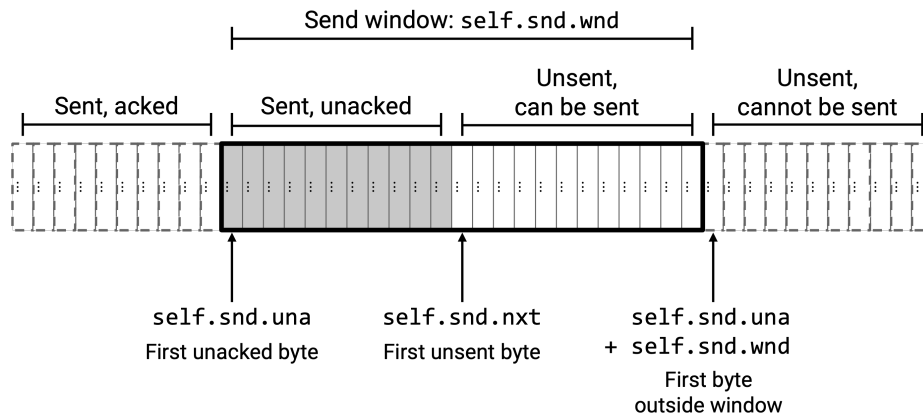 Send window: self.snd.wnd
Sent, acked
Sent, unacked
Unsent,
can be sent
Unsent,
cannot be sent
self.snd.una
First unacked byte
self.snd.nxt
First unsent byte
self.snd.una
+ self.snd.wnd
First byte
outside window